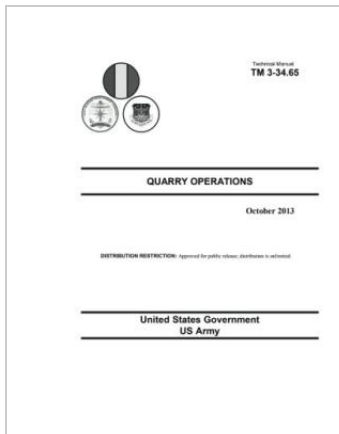 Technical Manual
TM 3-34.65
QUARRY OPERATIONS
October 2013
DISTRIBUTION RESTRICTION: Approved for public release; distribution is unlimited.
United States Government
US Army